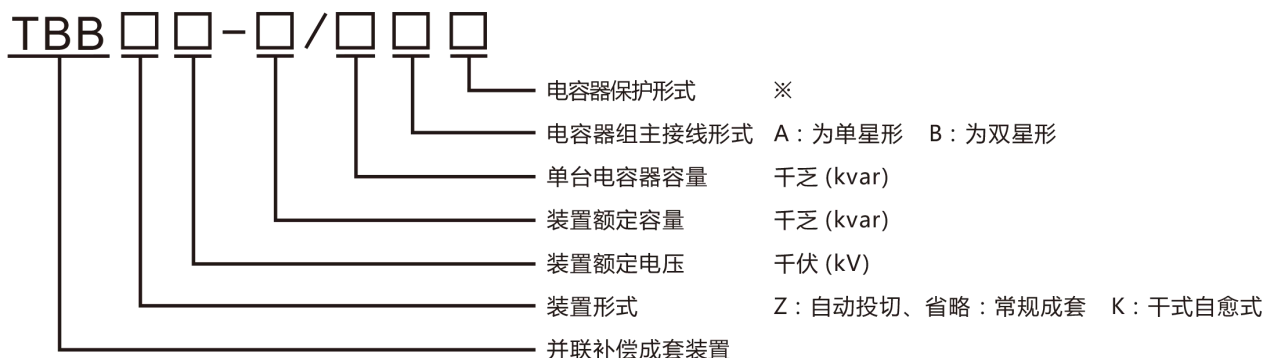 TBB□□-□/□□□
电容器保护形式 ※
电容器组主接线形式 A：为单星形 B：为双星形
单台电容器容量 千乏 (kvar)
装置额定容量 千乏 (kvar)
装置额定电压 千伏 (kV)
装置形式 Z：自动投切、省略：常规成套 K：干式自愈式
并联补偿成套装置